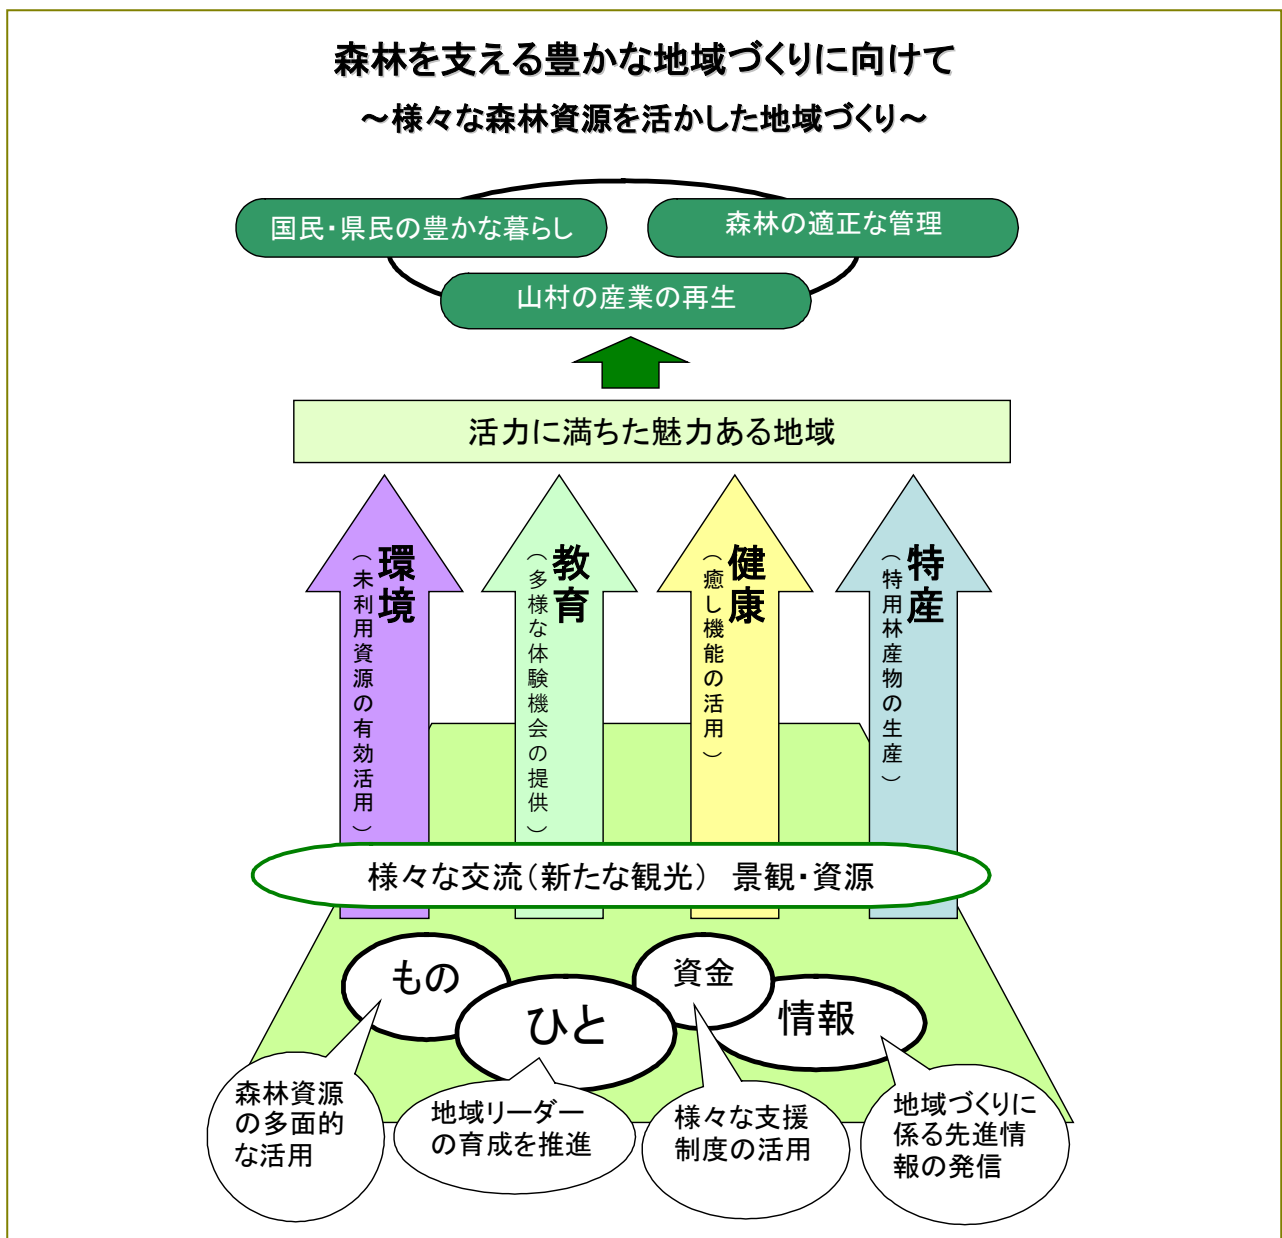 森林を支える豊かな地域づくりに向けて
～様々な森林資源を活かした地域づくり～
国民・県民の豊かな暮らし
森林の適正な管理
山村の産業の再生
活力に満ちた魅力ある地域
環境
（未利用資源の有効活用）
教育
（多様な体験機会の提供）
健康
（癒し機能の活用）
特産
（特用林産物の生産）
様々な交流（新たな観光）　景観・資源
もの
ひと
資金
情報
森林資源
の多面的
な活用
地域リーダー
の育成を推進
様々な支援
制度の活用
地域づくりに
係る先進情
報の発信